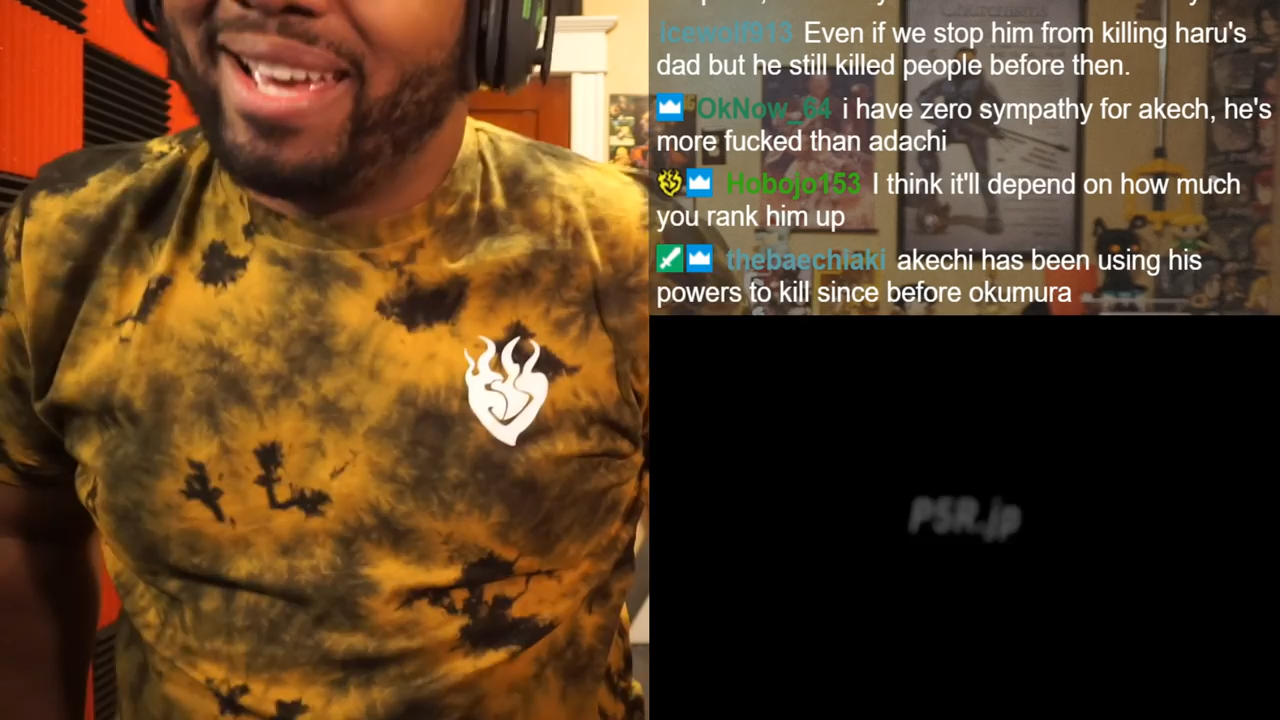 Icewolf913 Even if we stop him from killing haru's
dad but he still killed people before then.
OkNow_64 i have zero sympathy for akech, he's
more fucked than adachi
Hobojo153 I think it'll depend on how much
you rank him up
thebaechlaki akechi has been using his
powers to kill since before okumura
P5R.jp